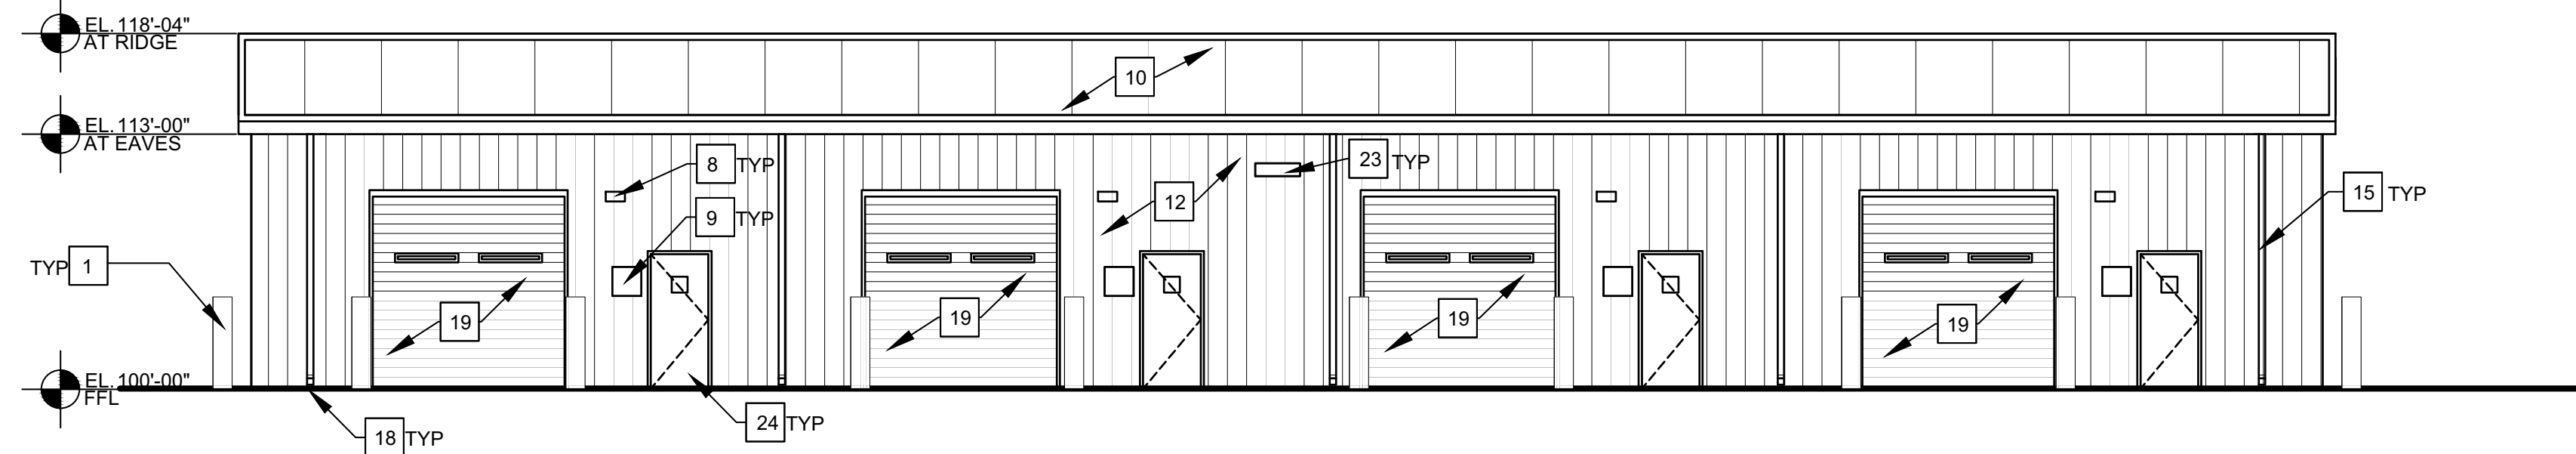 EL. 118'-04"
AT RIDGE
10
EL. 113'-00"
AT EAVES
8 TYP
23 TYP
9 TYP
12
15 TYP
TYP 1
19
19
19
19
EL. 100'-00"
FFL
24 TYP
18 TYP